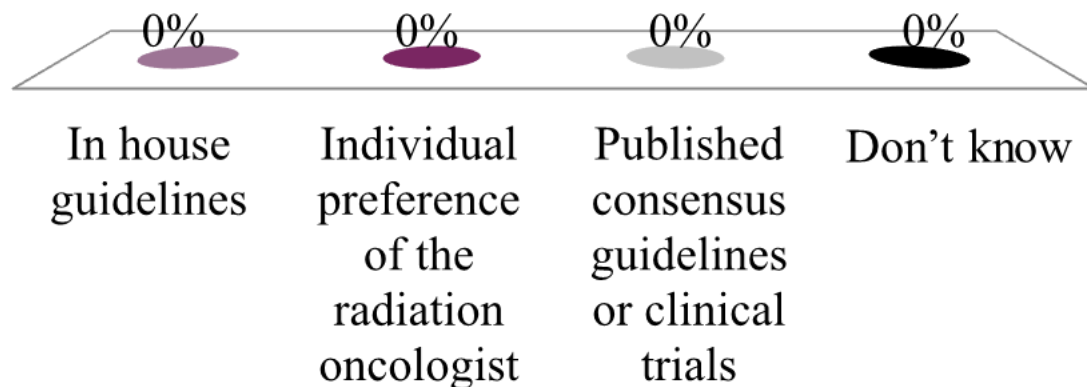 0% 0% 0% 0%
In house
guidelines
Individual
preference
of the
radiation
oncologist
Published
consensus
guidelines
or clinical
trials
Don't know